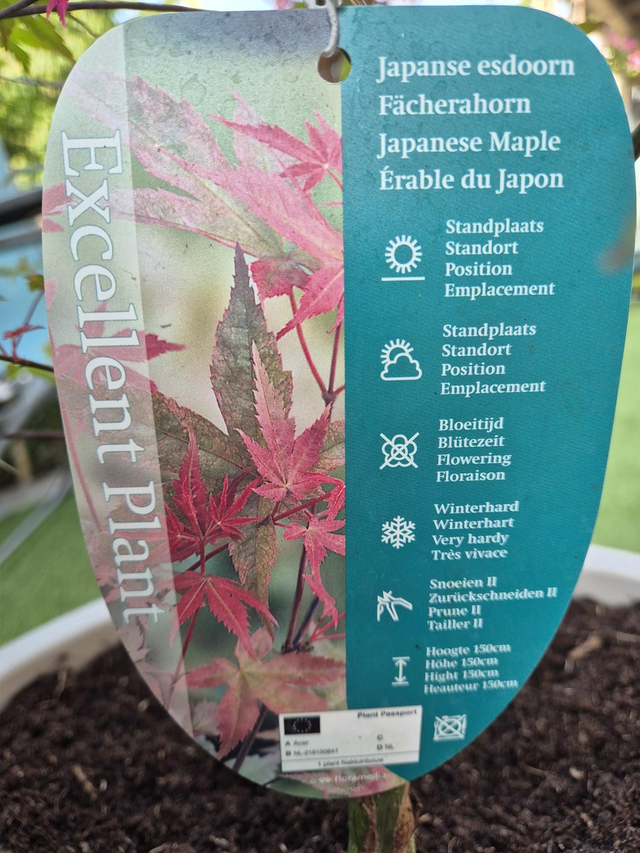 Excellent Plant
Japanse esdoorn
Fächerahorn
Japanese Maple
Érable du Japon
Standplaats
Standort
Position
Emplacement
Standplaats
Standort
Position
Emplacement
Bloeitijd
Blütezeit
Flowering
Floraison
Winterhard
Winterhart
Very hardy
Très vivace
Snoeien II
Zurückschneiden II
Prune II
Tailler II
Hoogte 150cm
Höhe 150cm
Hight 150cm
Heauteur 150cm
Plant Passport
A Acer
C
D NL